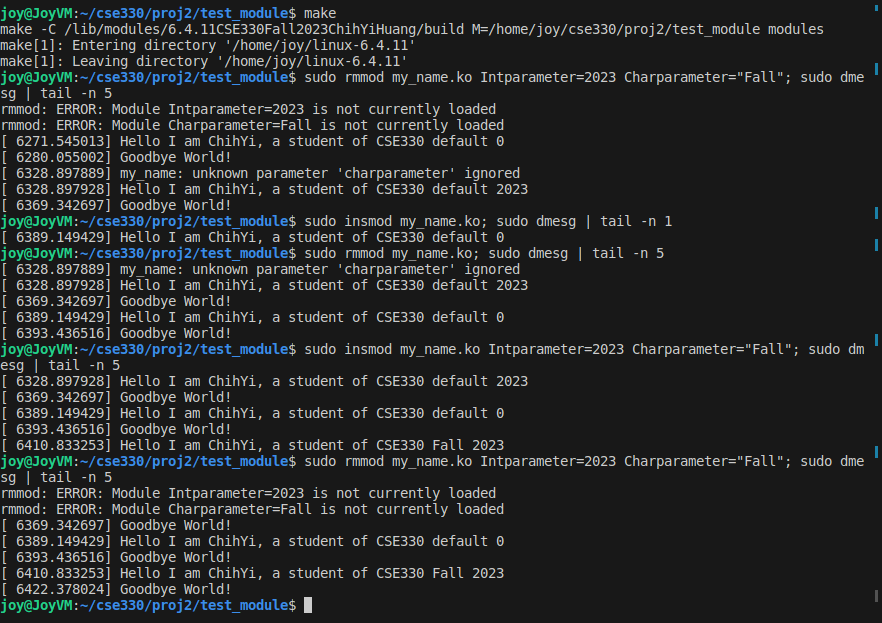 joy@JoyVM:~/cse330/proj2/test_module$ make
make -C /lib/modules/6.4.11CSE330Fall2023ChihYiHuang/build M=/home/joy/cse330/proj2/test_module modules
make[1]: Entering directory '/home/joy/linux-6.4.11'
make[1]: Leaving directory '/home/joy/linux-6.4.11'
joy@JoyVM:~/cse330/proj2/test_module$ sudo rmmod my_name.ko Intparameter=2023 Charparameter="Fall"; sudo dme
sg | tail -n 5
rmmod: ERROR: Module Intparameter=2023 is not currently loaded
rmmod: ERROR: Module Charparameter=Fall is not currently loaded
[ 6271.545013] Hello I am ChihYi, a student of CSE330 default 0
[ 6280.055002] Goodbye World!
[ 6328.897889] my_name: unknown parameter 'charparameter' ignored
[ 6328.897928] Hello I am ChihYi, a student of CSE330 default 2023
[ 6369.342697] Goodbye World!
joy@JoyVM:~/cse330/proj2/test_module$ sudo insmod my_name.ko; sudo dmesg | tail -n 1
[ 6389.149429] Hello I am ChihYi, a student of CSE330 default 0
joy@JoyVM:~/cse330/proj2/test_module$ sudo rmmod my_name.ko; sudo dmesg | tail -n 5
[ 6328.897889] my_name: unknown parameter 'charparameter' ignored
[ 6328.897928] Hello I am ChihYi, a student of CSE330 default 2023
[ 6369.342697] Goodbye World!
[ 6389.149429] Hello I am ChihYi, a student of CSE330 default 0
[ 6393.436516] Goodbye World!
joy@JoyVM:~/cse330/proj2/test_module$ sudo insmod my_name.ko Intparameter=2023 Charparameter="Fall"; sudo dm
esg | tail -n 5
[ 6328.897928] Hello I am ChihYi, a student of CSE330 default 2023
[ 6369.342697] Goodbye World!
[ 6389.149429] Hello I am ChihYi, a student of CSE330 default 0
[ 6393.436516] Goodbye World!
[ 6410.833253] Hello I am ChihYi, a student of CSE330 Fall 2023
joy@JoyVM:~/cse330/proj2/test_module$ sudo rmmod my_name.ko Intparameter=2023 Charparameter="Fall"; sudo dme
sg | tail -n 5
rmmod: ERROR: Module Intparameter=2023 is not currently loaded
rmmod: ERROR: Module Charparameter=Fall is not currently loaded
[ 6369.342697] Goodbye World!
[ 6389.149429] Hello I am ChihYi, a student of CSE330 default 0
[ 6393.436516] Goodbye World!
[ 6410.833253] Hello I am ChihYi, a student of CSE330 Fall 2023
[ 6422.378024] Goodbye World!
joy@JoyVM:~/cse330/proj2/test_module$